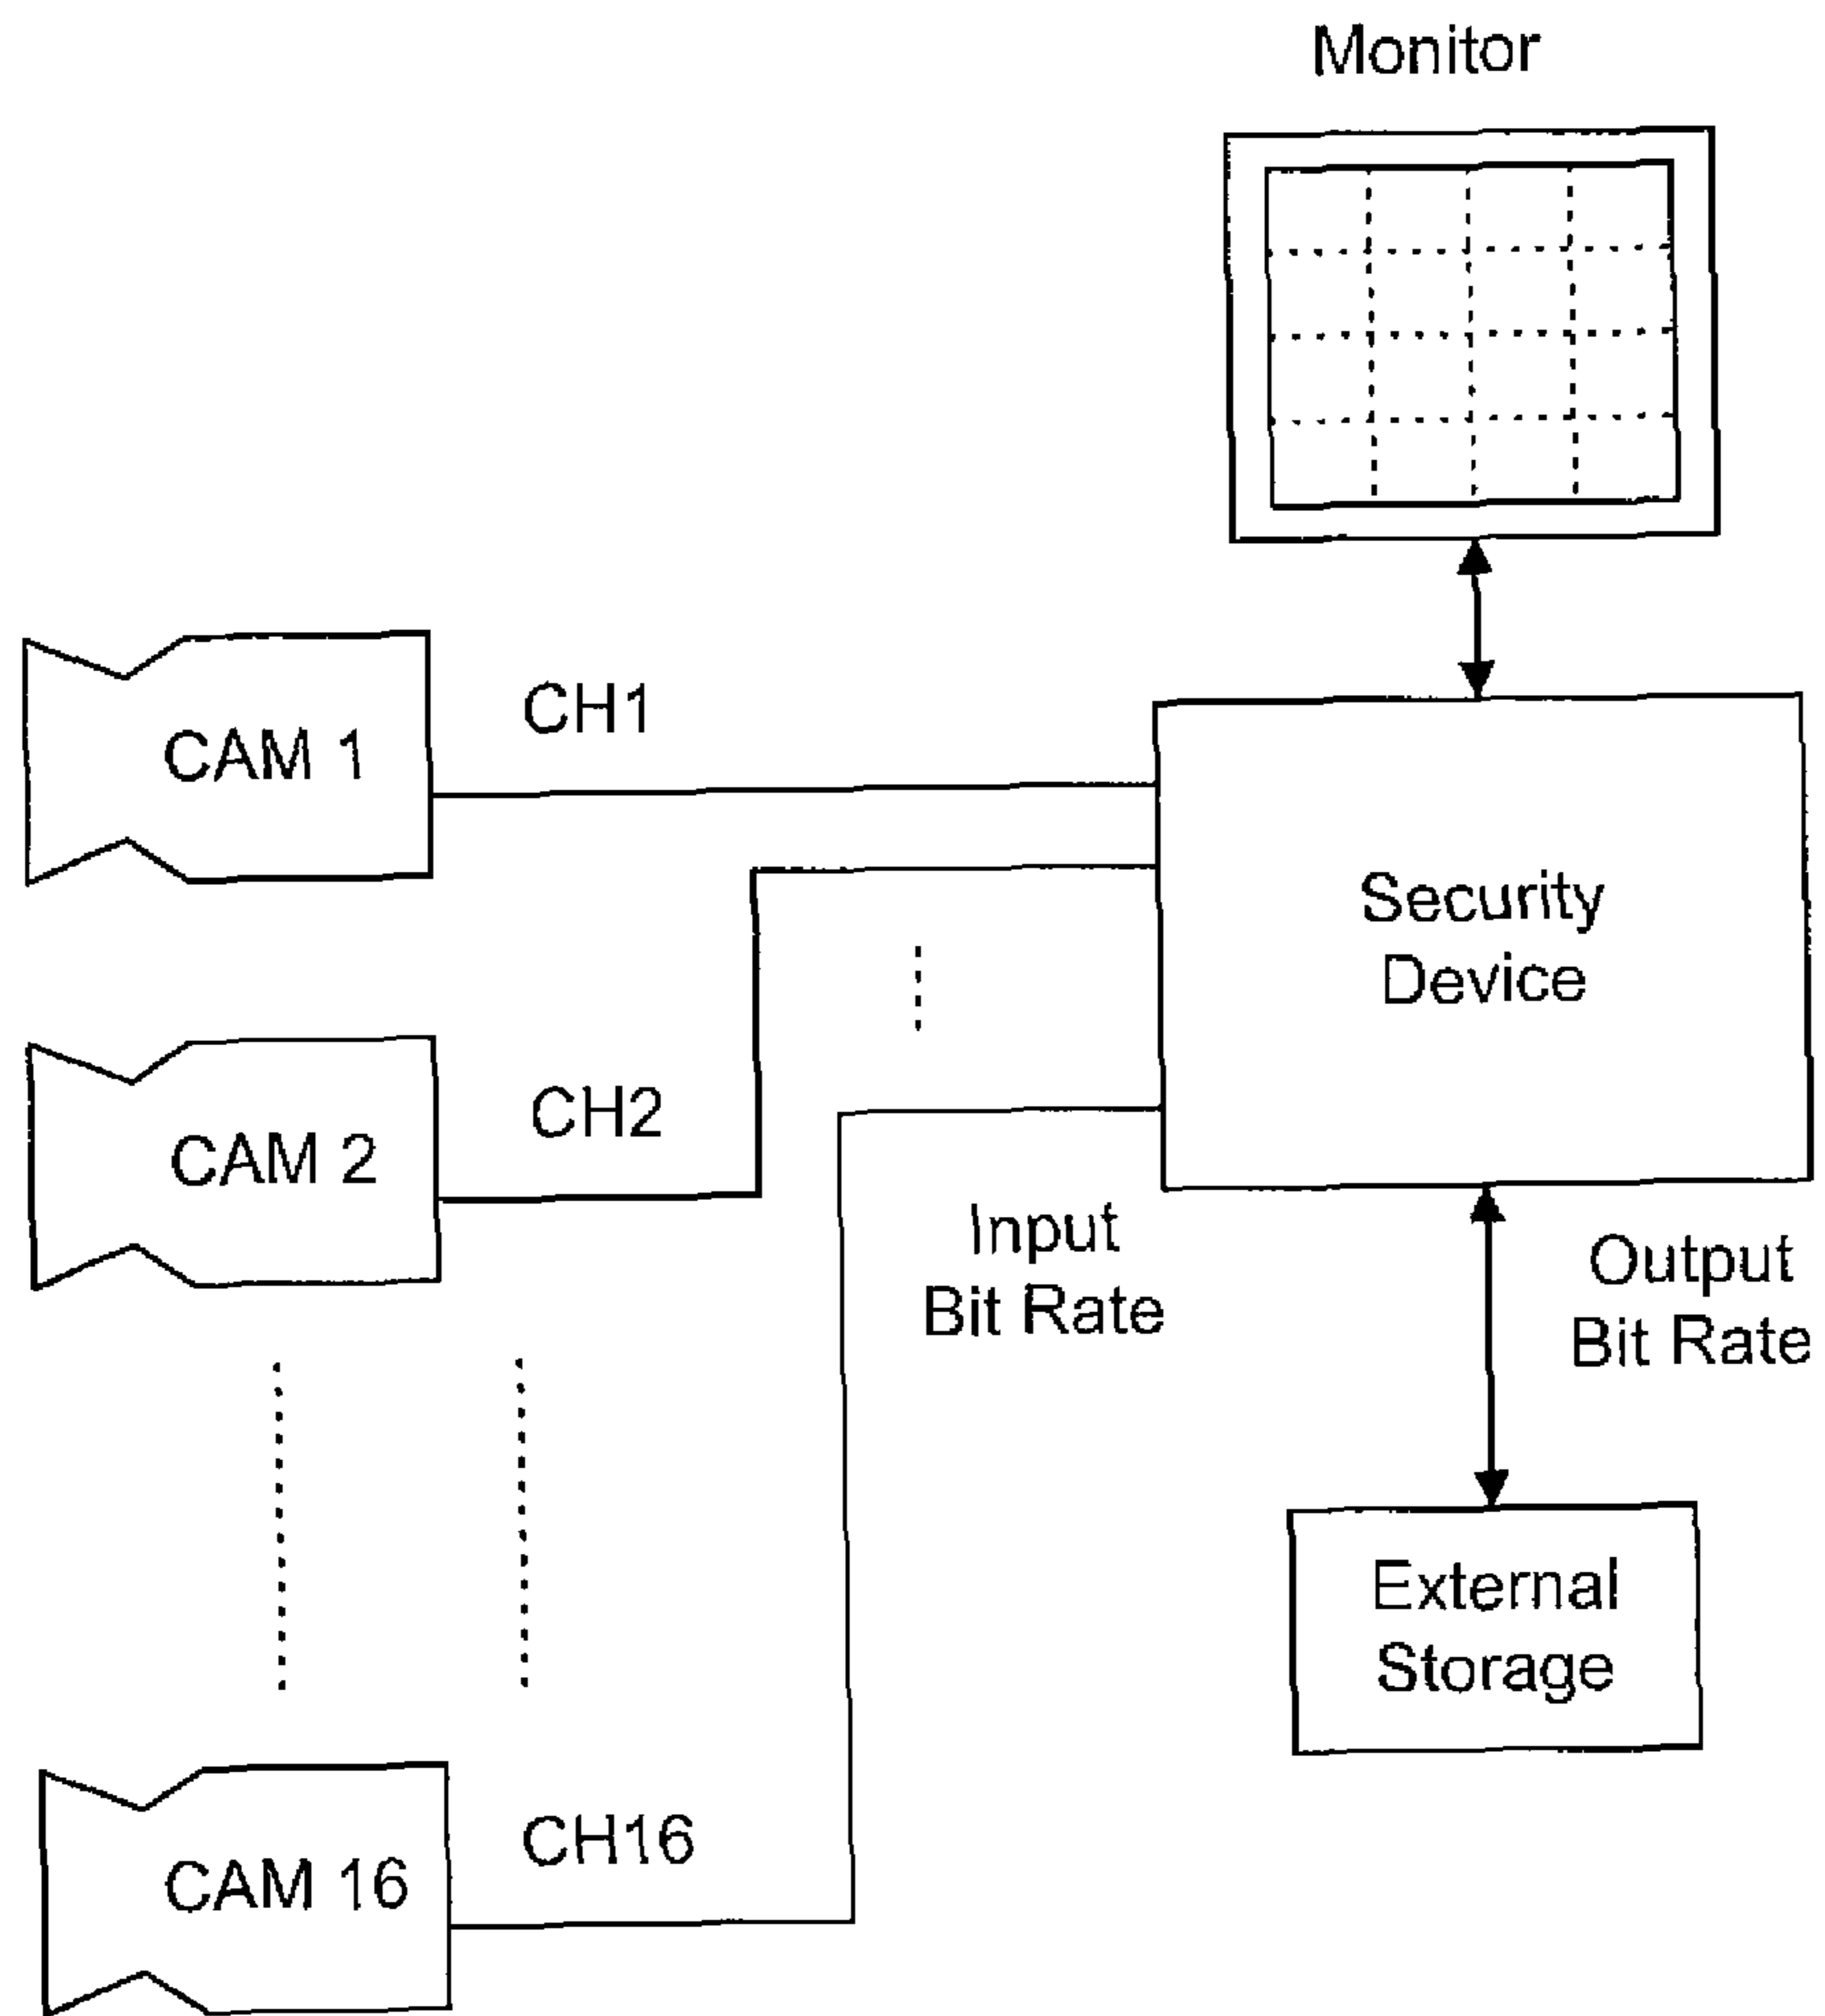 Monitor
CAM 1
CH1
Security
Device
CAM 2
CH2
Input
Bit Rate
Output
Bit Rate
External
Storage
CAM 16
CH16